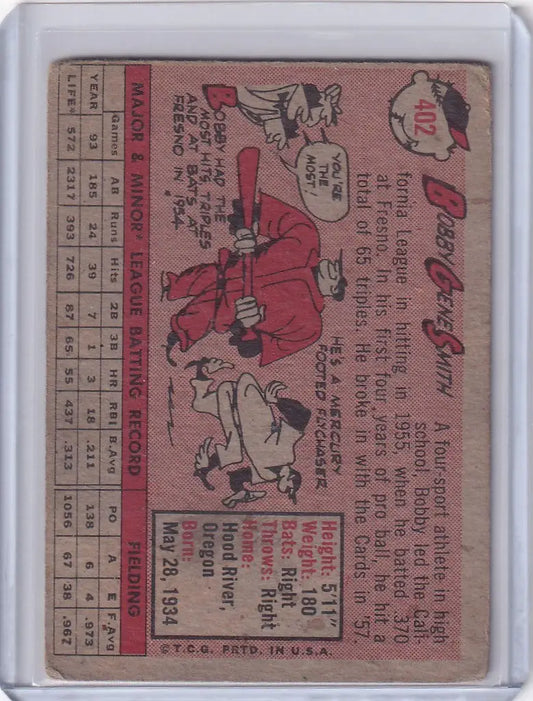 402
BOBBY GENE SMITH
A four-sport athlete in high
school, Bobby led the Cali-
fornia League in hitting in 1955 when he batted .370
at Fresno. In his first four years of pro ball, he hit a
total of 65 triples. He broke in with the Cards in '57.
YOU'RE
THE
MOST!
BOBBY HAD THE
MOST HITS, TRIPLES
AND AT BATS AT
FRESNO IN 1954
HE'S A MERCURY
FOOTED FLYCHASER
Height: 5'11"
Weight: 180
Bats: Right
Throws: Right
Home:
Hood River,
Oregon
Born:
May 28, 1934
©T.C.G. PRTD. IN U.S.A.
MAJOR & MINOR* LEAGUE BATTING RECORD FIELDING
Games AB Runs Hits 2B 3B HR RBI B.Avg PO A E F.Avg
YEAR 93 185 24 39 7 1 3 18 .211 138 6 4 .973
LIFE* 572 2317 393 726 87 65 55 437 .313 1056 67 38 .967